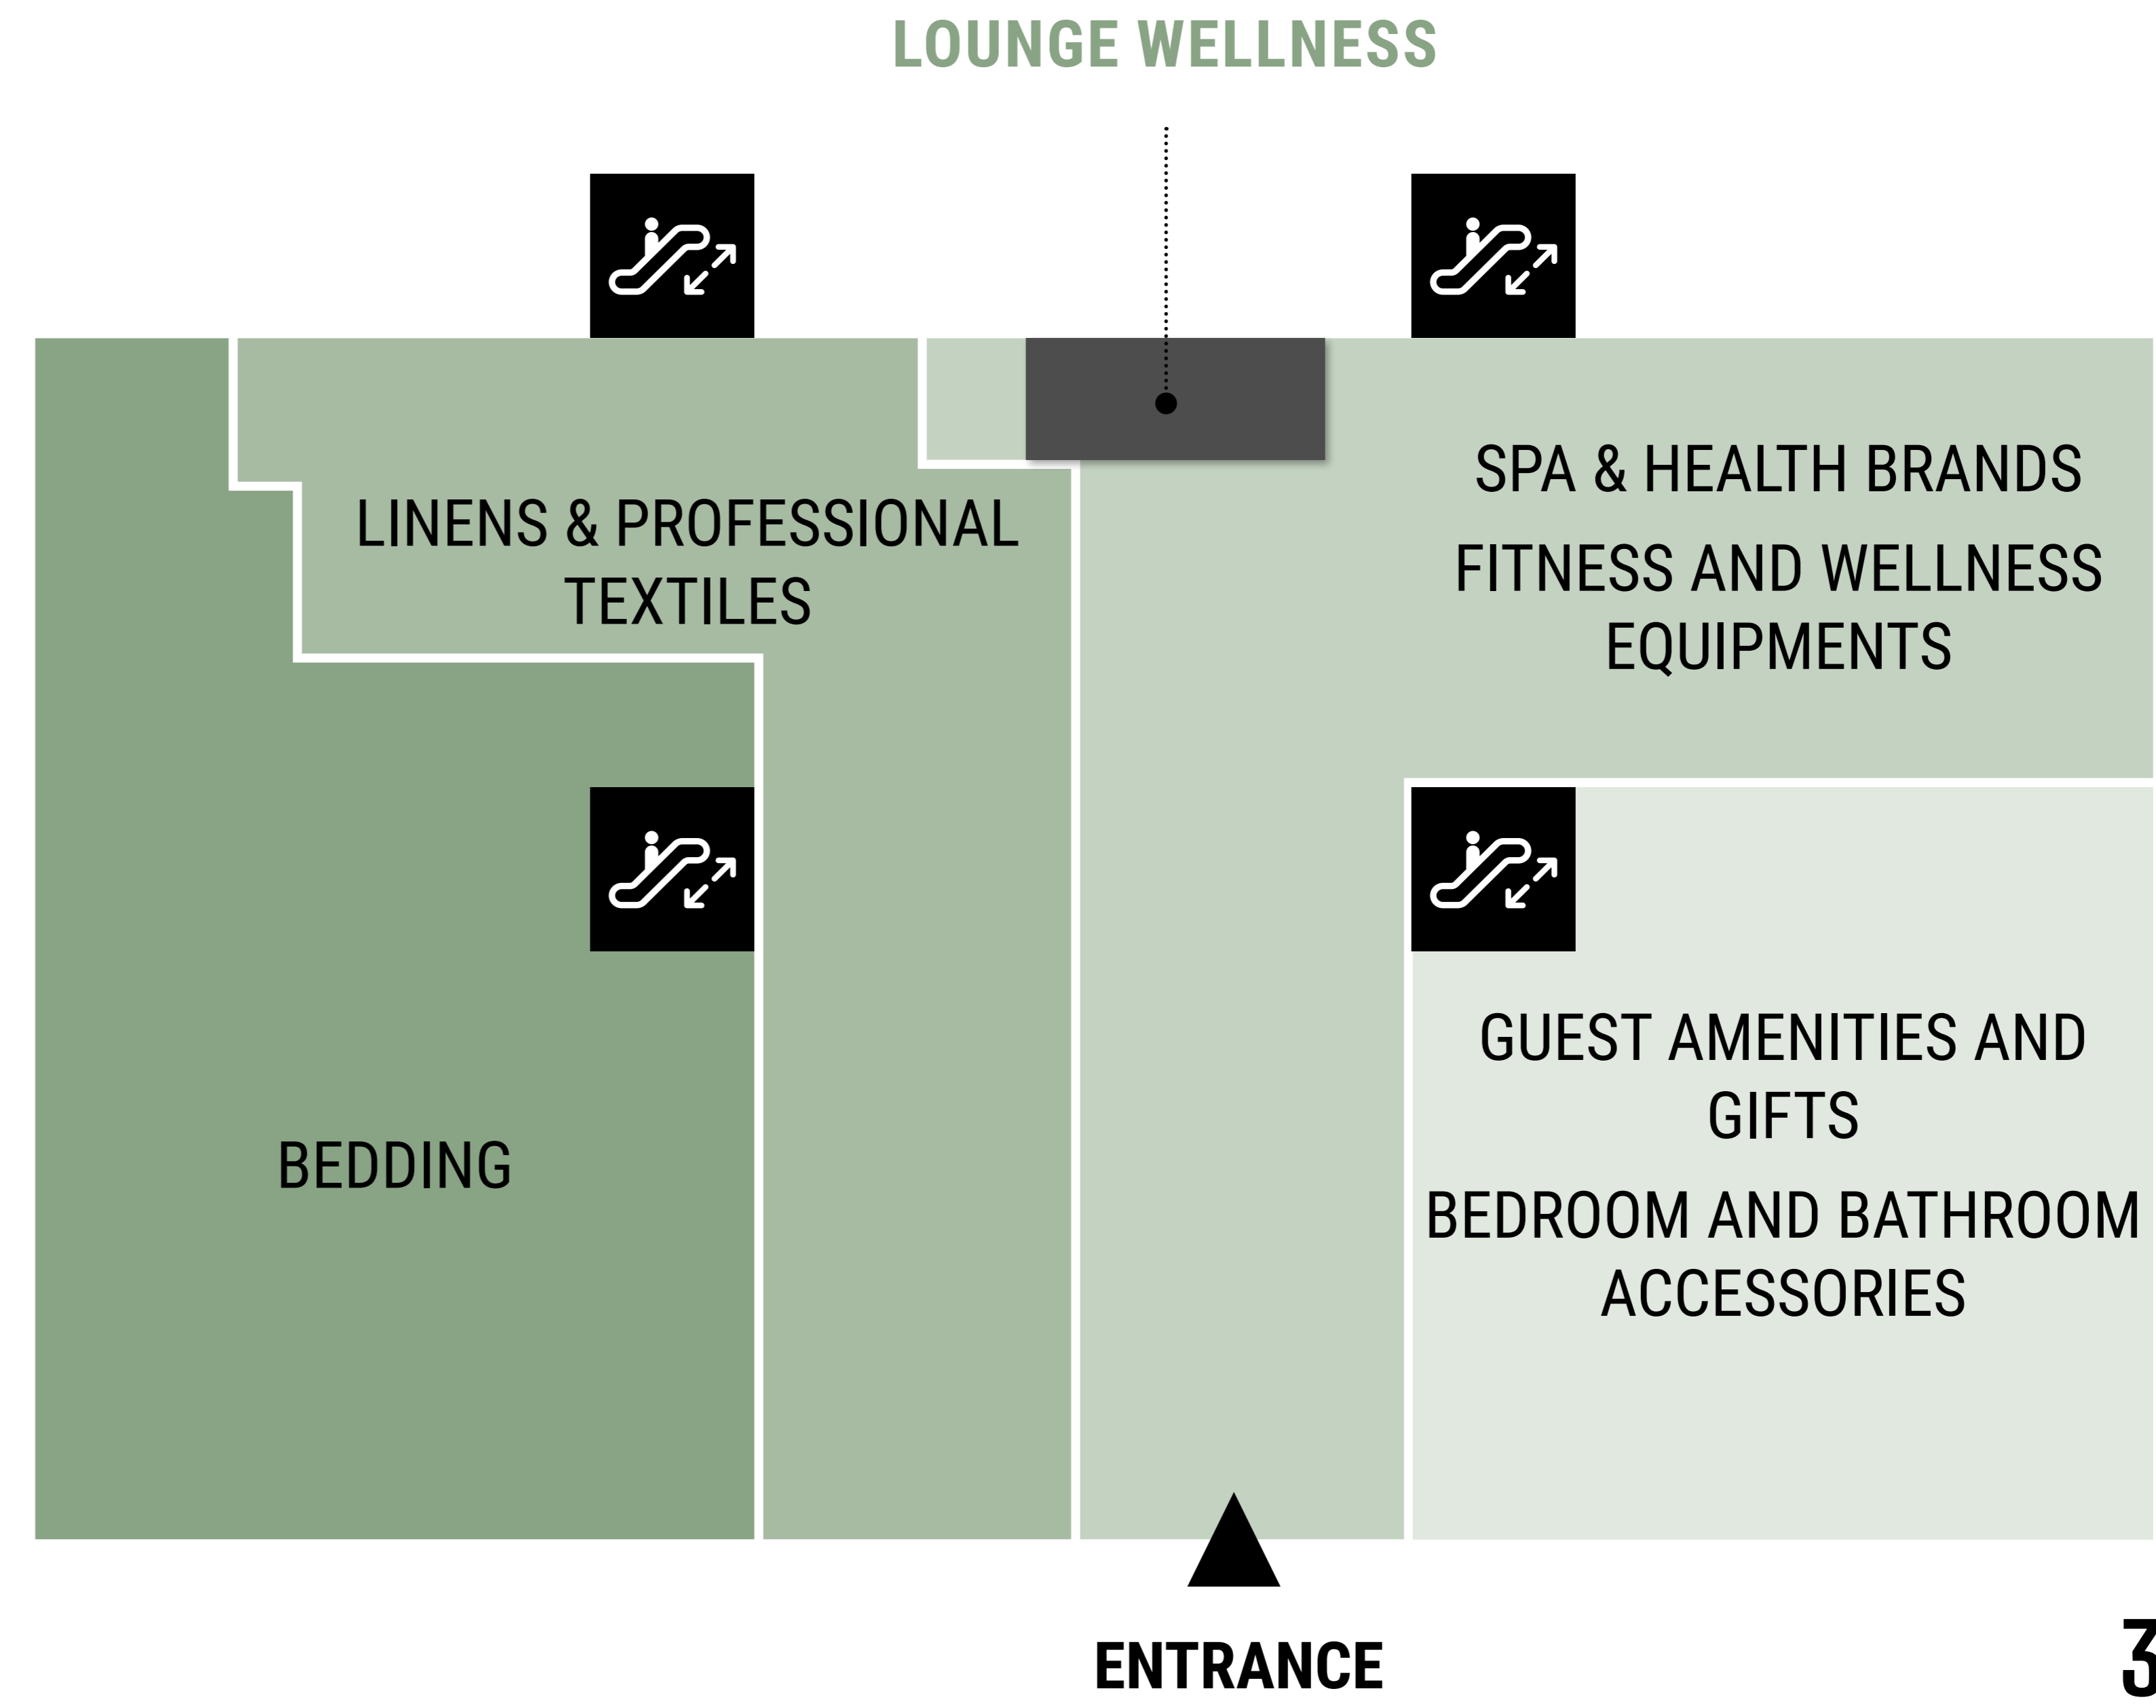 LOUNGE WELLNESS
LINENS & PROFESSIONAL
TEXTILES
SPA & HEALTH BRANDS
FITNESS AND WELLNESS
EQUIPMENTS
GUEST AMENITIES AND
GIFTS
BEDROOM AND BATHROOM
ACCESSORIES
BEDDING
ENTRANCE
3